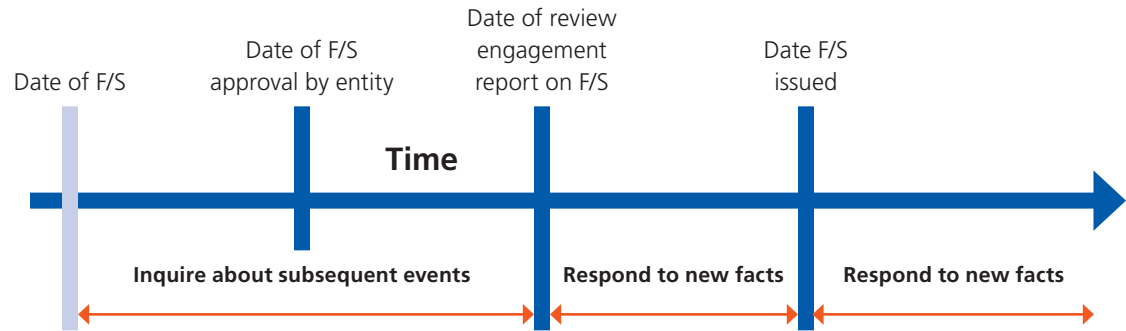 Date of F/S
Date of F/S
approval by entity
Date of review
engagement
report on F/S
Date F/S
issued
Time
Inquire about subsequent events
Respond to new facts
Respond to new facts